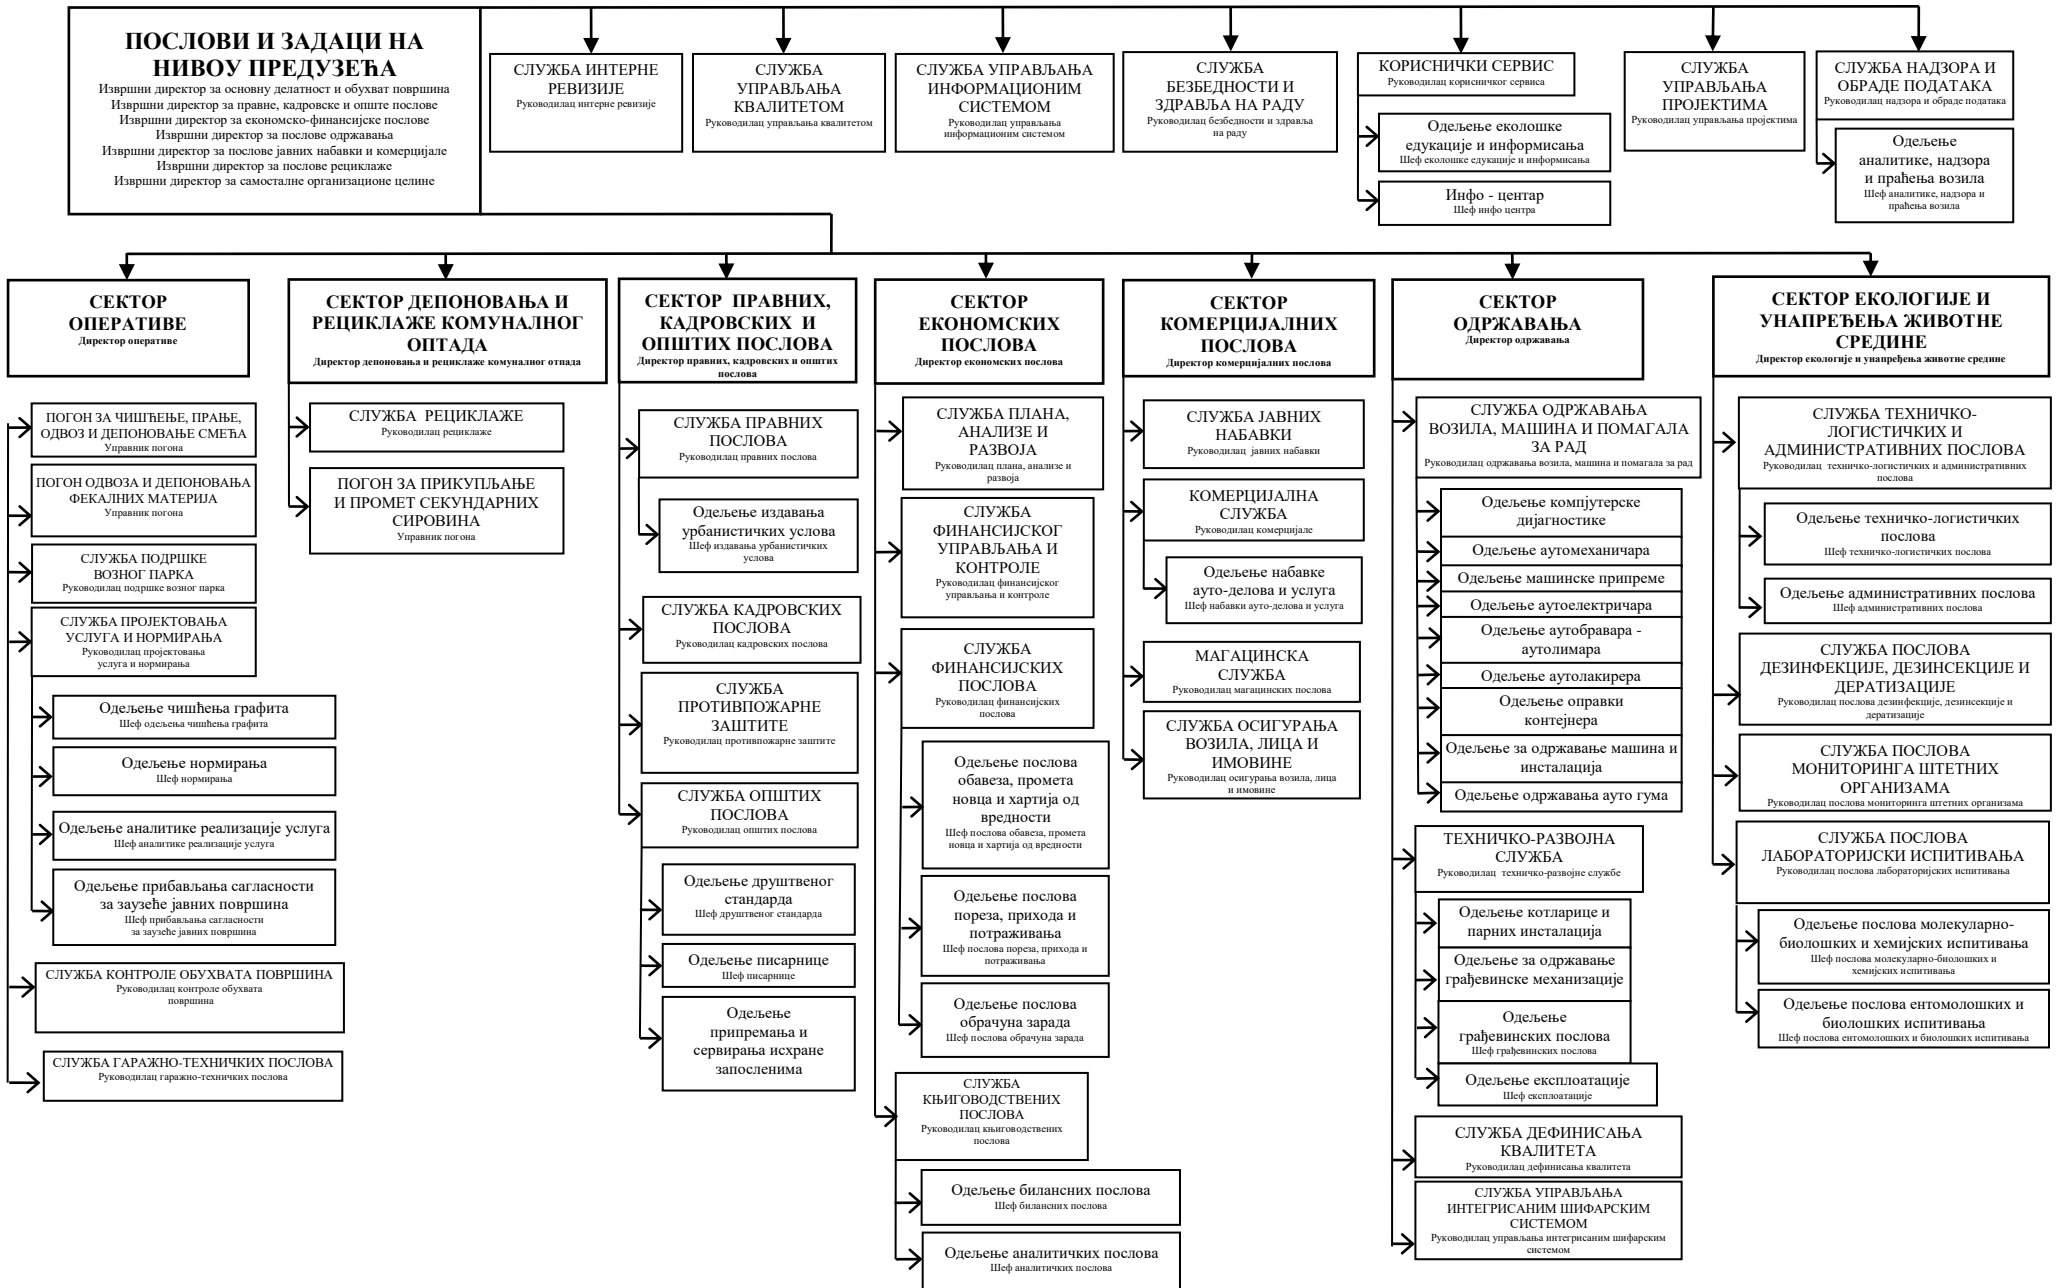 ПОСЛОВИ И ЗАДАЦИ НА
НИВОУ ПРЕДУЗЕЋА
Извршни директор за основну делатност и обухват површина
Извршни директор за правне, кадровске и опште послове
Извршни директор за економско-финансијске послове
Извршни директор за послове одржавања
Извршни директор за послове јавних набавки и комерцијале
Извршни директор за послове рециклаже
Извршни директор за самосталне организационе целине
СЛУЖБА ИНТЕРНЕ
РЕВИЗИЈЕ
Руководилац интерне ревизије
СЛУЖБА
УПРАВЉАЊА
КВАЛИТЕТОМ
Руководилац управљања квалитетом
СЛУЖБА УПРАВЉАЊА
ИНФОРМАЦИОНИМ
СИСТЕМОМ
Руководилац управљања
информационим системом
СЛУЖБА
БЕЗБЕДНОСТИ И
ЗДРАВЉА НА РАДУ
Руководилац безбедности и здравља
на раду
КОРИСНИЧКИ СЕРВИС
Руководилац корисничког сервиса
Одељење еколошке
едукације и информисања
Шеф еколошке едукације и информисања
Инфо - центар
Шеф инфо центра
СЛУЖБА
УПРАВЉАЊА
ПРОЈЕКТИМА
Руководилац управљања пројектима
СЛУЖБА НАДЗОРА И
ОБРАДЕ ПОДАТАКА
Руководилац надзора и обраде података
Одељење
аналитике, надзора
и праћења возила
Шеф аналитике, надзора и
праћења возила
СЕКТОР
ОПЕРАТИВЕ
Директор оперативе
ПОГОН ЗА ЧИШЋЕЊЕ, ПРАЊЕ,
ОДВОЗ И ДЕПОНОВАЊЕ СМЕЋА
Управник погона
ПОГОН ОДВОЗА И ДЕПОНОВАЊА
ФЕКАЛНИХ МАТЕРИЈА
Управник погона
СЛУЖБА ПОДРШКЕ
ВОЗНОГ ПАРКА
Руководилац подршке возног парка
СЛУЖБА ПРОЈЕКТОВАЊА
УСЛУГА И НОРМИРАЊА
Руководилац пројектовања
услуга и нормирања
Одељење чишћења графита
Шеф одељења чишћења графита
Одељење нормирања
Шеф нормирања
Одељење аналитике реализације услуга
Шеф аналитике реализације услуга
Одељење прибављања сагласности
за заузеће јавних површина
Шеф прибављања сагласности
за заузеће јавних површина
СЛУЖБА КОНТРОЛЕ ОБУХВАТА ПОВРШИНА
Руководилац контроле обухвата
површина
СЛУЖБА ГАРАЖНО-ТЕХНИЧКИХ ПОСЛОВА
Руководилац гаражно-техничких послова
СЕКТОР ДЕПОНОВАЊА И
РЕЦИКЛАЖЕ КОМУНАЛНОГ
ОПТАДА
Директор депоновања и рециклаже комуналног отпада
СЛУЖБА РЕЦИКЛАЖЕ
Руководилац рециклаже
ПОГОН ЗА ПРИКУПЉАЊЕ
И ПРОМЕТ СЕКУНДАРНИХ
СИРОВИНА
Управник погона
СЕКТОР ПРАВНИХ,
КАДРОВСКИХ И
ОПШТИХ ПОСЛОВА
Директор правних, кадровских и општих
послова
СЛУЖБА ПРАВНИХ
ПОСЛОВА
Руководилац правних послова
Одељење издавања
урбанистичких услова
Шеф издавања урбанистичких
услова
СЛУЖБА КАДРОВСКИХ
ПОСЛОВА
Руководилац кадровских послова
СЛУЖБА
ПРОТИВПОЖАРНЕ
ЗАШТИТЕ
Руководилац противпожарне заштите
СЛУЖБА ОПШТИХ
ПОСЛОВА
Руководилац општих послова
Одељење друштвеног
стандарда
Шеф друштвеног стандарда
Одељење писарнице
Шеф писарнице
Одељење
припремања и
сервирања исхране
запосленима
СЕКТОР
ЕКОНОМСКИХ
ПОСЛОВА
Директор економских послова
СЛУЖБА ПЛАНА,
АНАЛИЗЕ И
РАЗВОЈА
Руководилац плана, анализе и
развоја
СЛУЖБА
ФИНАНСИЈСКОГ
УПРАВЉАЊА И
КОНТРОЛЕ
Руководилац финансијског
управљања и контроле
СЛУЖБА
ФИНАНСИЈСКИХ
ПОСЛОВА
Руководилац финансијских
послова
Одељење послова
обавеза, промета
новца и хартија од
вредности
Шеф послова обавеза, промета
новца и хартија од вредности
Одељење послова
пореза, прихода и
потраживања
Шеф послова пореза, прихода и
потраживања
Одељење послова
обрачуна зарада
Шеф послова обрачуна зарада
СЛУЖБА
КЊИГОВОДСТВЕНИХ
ПОСЛОВА
Руководилац књиговодствених
послова
Одељење билансних послова
Шеф билансних послова
Одељење аналитичких послова
Шеф аналитичких послова
СЕКТОР
КОМЕРЦИЈАЛНИХ
ПОСЛОВА
Директор комерцијалних послова
СЛУЖБА ЈАВНИХ
НАБАВКИ
Руководилац јавних набавки
КОМЕРЦИЈАЛНА
СЛУЖБА
Руководилац комерцијале
Одељење набавке
ауто-делова и услуга
Шеф набавки ауто-делова и услуга
МАГАЦИНСКА
СЛУЖБА
Руководилац магацинских послова
СЛУЖБА ОСИГУРАЊА
ВОЗИЛА, ЛИЦА И
ИМОВИНЕ
Руководилац осигурања возила, лица
и имовине
СЕКТОР
ОДРЖАВАЊА
Директор одржавања
СЛУЖБА ОДРЖАВАЊА
ВОЗИЛА, МАШИНА И ПОМАГАЛА
ЗА РАД
Руководилац одржавања возила, машина и помагала за рад
Одељење компјутерске
дијагностике
Одељење аутомеханичара
Одељење машинске припреме
Одељење аутоелектричара
Одељење аутобравара -
аутолимара
Одељење аутолакирера
Одељење оправки
контејнера
Одељење за одржавање машина и
инсталација
Одељење одржавања ауто гума
ТЕХНИЧКО-РАЗВОЈНА
СЛУЖБА
Руководилац техничко-развојне службе
Одељење котларице и
парних инсталација
Одељење за одржавање
грађевинске механизације
Одељење
грађевинских послова
Шеф грађевинских послова
Одељење експлоатације
Шеф експлоатације
СЛУЖБА ДЕФИНИСАЊА
КВАЛИТЕТА
Руководилац дефинисања квалитета
СЛУЖБА УПРАВЉАЊА
ИНТЕГРИСАНИМ ШИФАРСКИМ
СИСТЕМОМ
Руководилац управљања интегрисаним шифарским
системом
СЕКТОР ЕКОЛОГИЈЕ И
УНАПРЕЂЕЊА ЖИВОТНЕ
СРЕДИНЕ
Директор екологије и унапређења животне средине
СЛУЖБА ТЕХНИЧКО-
ЛОГИСТИЧКИХ И
АДМИНИСТРАТИВНИХ ПОСЛОВА
Руководилац техничко-логистичких и административних
послова
Одељење техничко-логистичких
послова
Шеф техничко-логистичких послова
Одељење административних послова
Шеф административних послова
СЛУЖБА ПОСЛОВА
ДЕЗИНФЕКЦИЈЕ, ДЕЗИНСЕКЦИЈЕ И
ДЕРАТИЗАЦИЈЕ
Руководилац послова дезинфекције, дезинсекције и
дератизације
СЛУЖБА ПОСЛОВА
МОНИТОРИНГА ШТЕТНИХ
ОРГАНИЗАМА
Руководилац послова мониторинга штетних организама
СЛУЖБА ПОСЛОВА
ЛАБОРАТОРИЈСКИ ИСПИТИВАЊА
Руководилац послова лабораторијских испитивања
Одељење послова молекуларно-
биолошких и хемијских испитивања
Шеф послова молекуларно-биолошких и
хемијских испитивања
Одељење послова ентомолошких и
биолошких испитивања
Шеф послова ентомолошких и биолошких испитивања